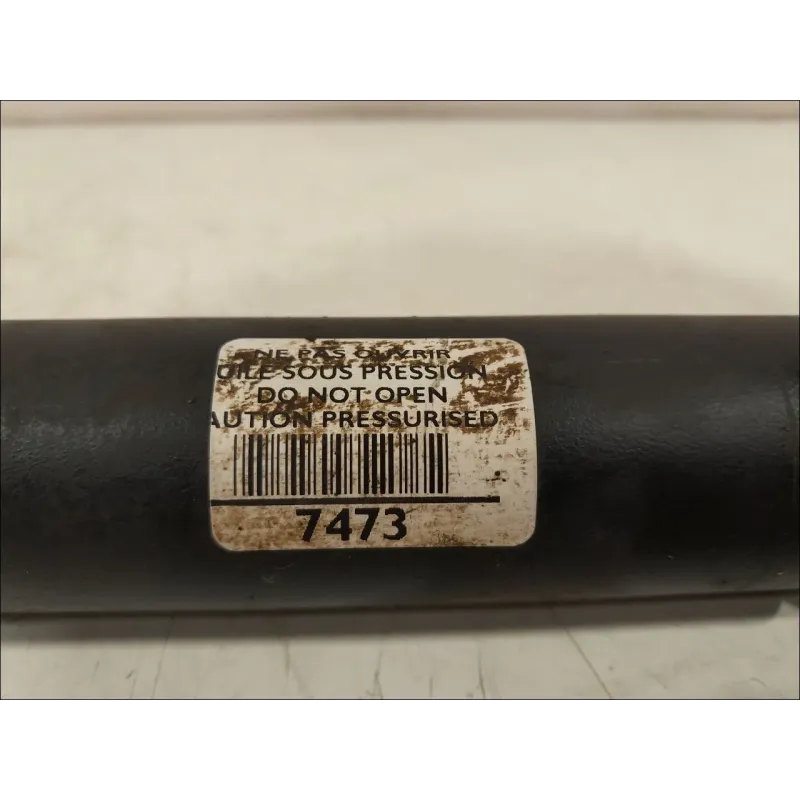 NE PAS OUVRIR
UILE SOUS PRESSION
DO NOT OPEN
AUTION PRESSURISED
7473